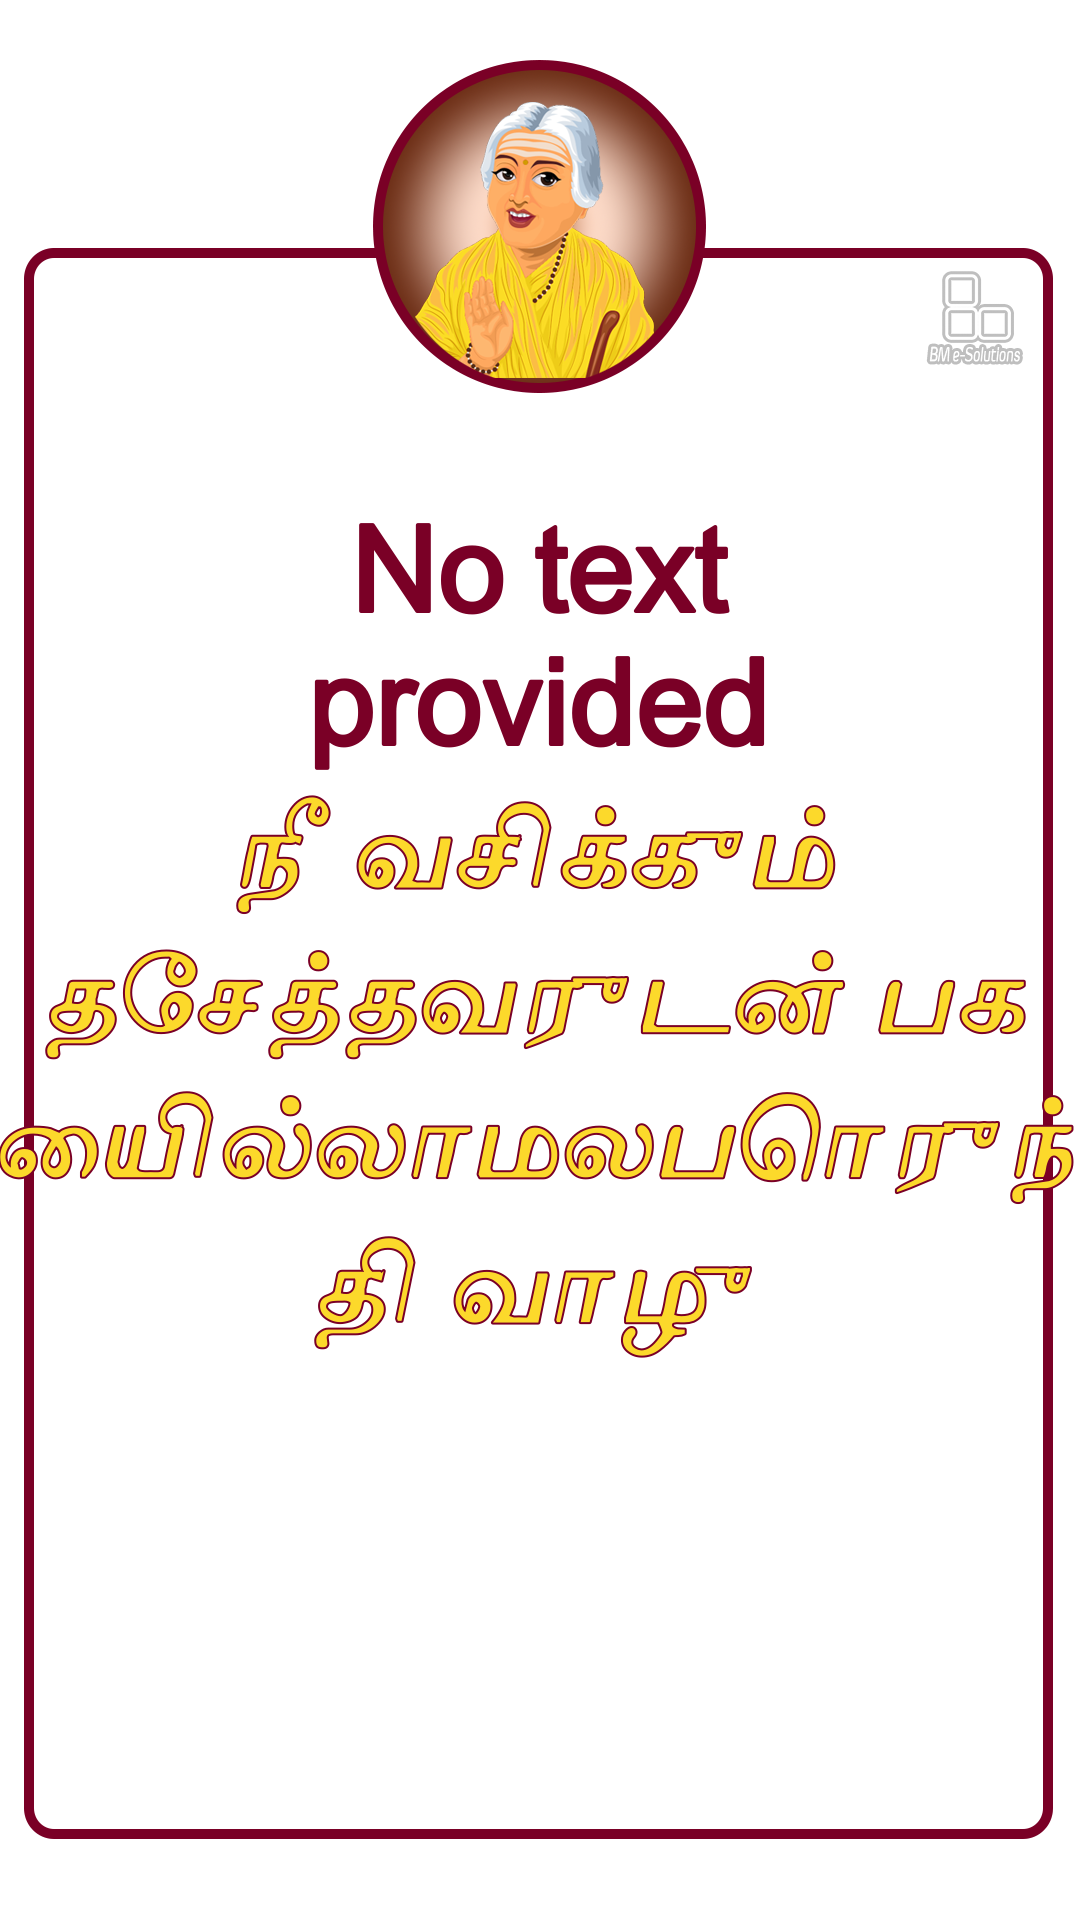 BM e-Solutions
No text
provided
நீ வசிக்கும்
தசேத்தவருடன் பக
யைில்லாமலபொருந்
தி வாழு